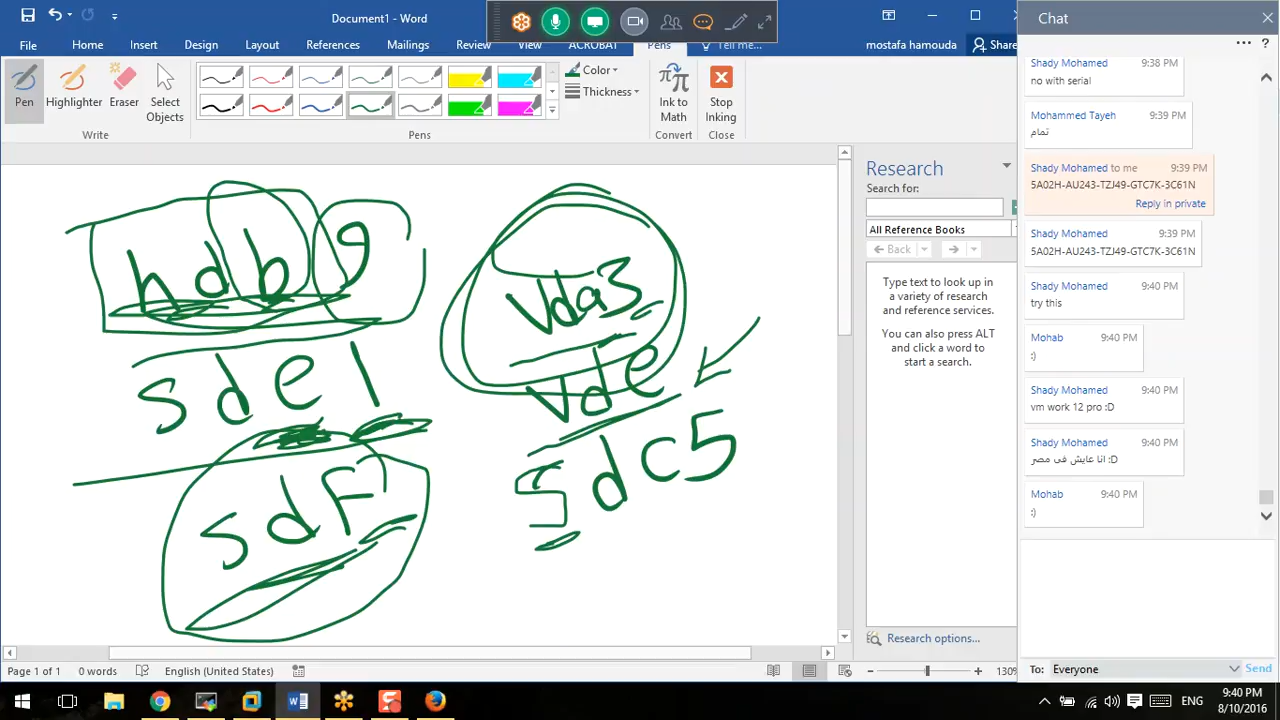 Document1 - Word
mostafa hamouda
Share
File
Home
Insert
Design
Layout
References
Mailings
Review
View
ACROBAT
Pens
Tell me...
Pen
Highlighter
Eraser
Select Objects
Write
Pens
Color
Thickness
Ink to Math
Convert
Stop Inking
Close
hdb9
sde1
sdF
Vda3
Vde
sdc5
Research
Search for:
All Reference Books
Back
Type text to look up in
a variety of research
and reference services.
You can also press ALT
and click a word to
start a search.
Research options...
Chat
Shady Mohamed 9:38 PM
no with serial
Mohammed Tayeh 9:39 PM
تمام
Shady Mohamed to me 9:39 PM
5A02H-AU243-TZJ49-GTC7K-3C61N
Reply in private
Shady Mohamed 9:39 PM
5A02H-AU243-TZJ49-GTC7K-3C61N
Shady Mohamed 9:40 PM
try this
Mohab 9:40 PM
:)
Shady Mohamed 9:40 PM
vm work 12 pro :D
Shady Mohamed 9:40 PM
انا عايش فى مصر :D
Mohab 9:40 PM
:)
To: Everyone
Send
Page 1 of 1
0 words
English (United States)
130%
ENG
9:40 PM
8/10/2016